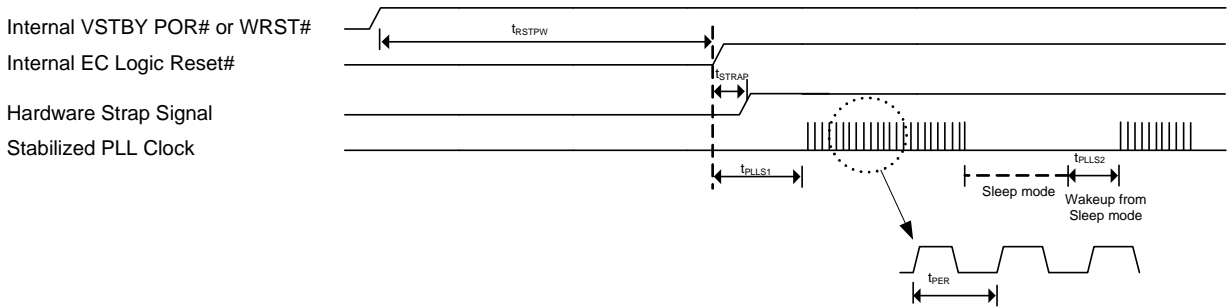 Internal VSTBY POR# or WRST#
tRSTPW
Internal EC Logic Reset#
tSTRAP
Hardware Strap Signal
Stabilized PLL Clock
tPLLS1
tPLLS2
Sleep mode
Wakeup from
Sleep mode
tPER